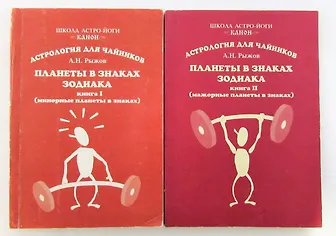 ШКОЛА АСТРО-ЙОГИ
КАНОН
АСТРОЛОГИЯ ДЛЯ ЧАЙНИКОВ
А.Н. РЫЖОВ
ПЛАНЕТЫ В ЗНАКАХ
ЗОДИАКА
КНИГА I
(минорные планеты в знаках)
ШКОЛА АСТРО-ЙОГИ
КАНОН
АСТРОЛОГИЯ ДЛЯ ЧАЙНИКОВ
А.Н. РЫЖОВ
ПЛАНЕТЫ В ЗНАКАХ
ЗОДИАКА
КНИГА II
(мажорные планеты в знаках)